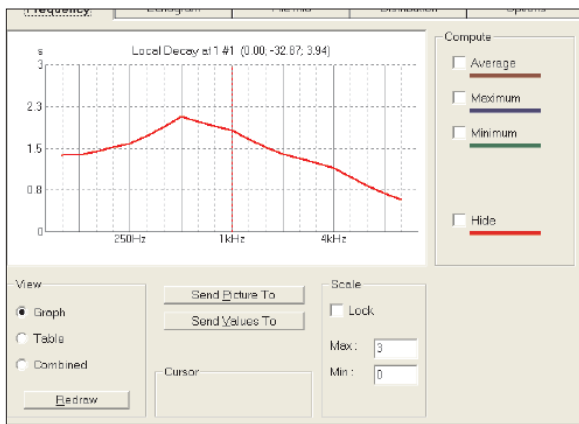 Frequency
Options
s
Local Decay at 1 #1 (0.00; -32.67; 3.94)
3
2.3
1.5
0.8
0
250Hz 1kHz 4kHz
Compute
Average
Maximum
Minimum
Hide
View
Graph
Table
Combined
Redraw
Send Picture To
Send Values To
Cursor
Scale
Lock
Max : 3
Min : 0